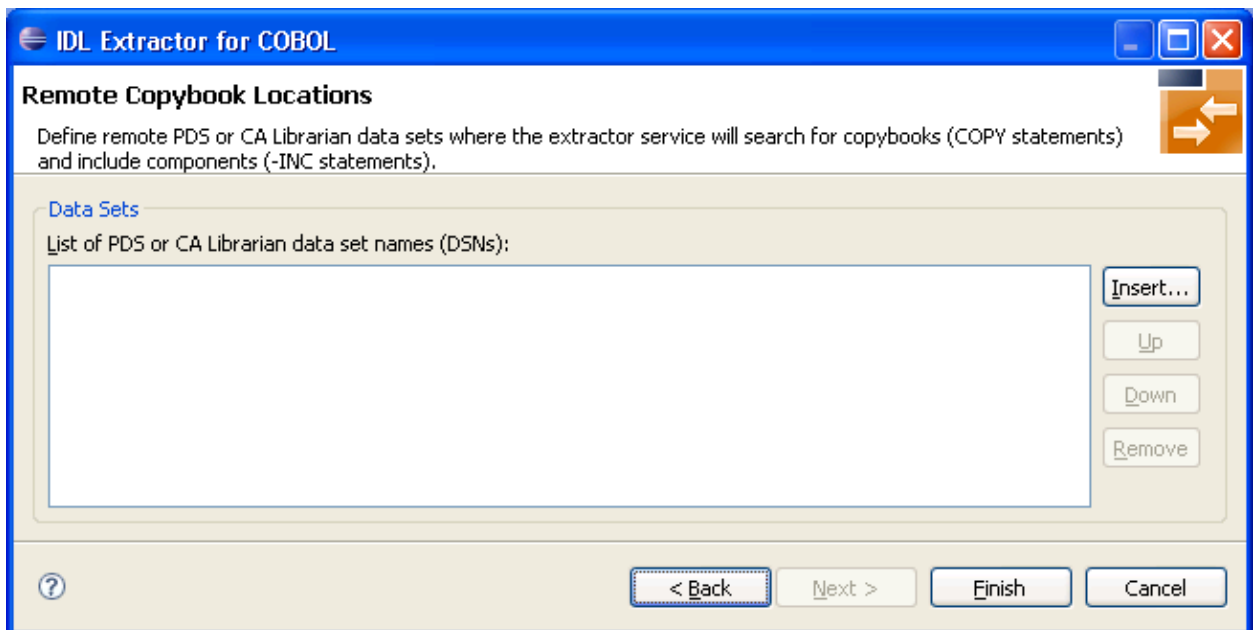 IDL Extractor for COBOL
Remote Copybook Locations
Define remote PDS or CA Librarian data sets where the extractor service will search for copybooks (COPY statements)
and include components (-INC statements).
Data Sets
List of PDS or CA Librarian data set names (DSNs):
Insert...
Up
Down
Remove
?
< Back
Next >
Finish
Cancel